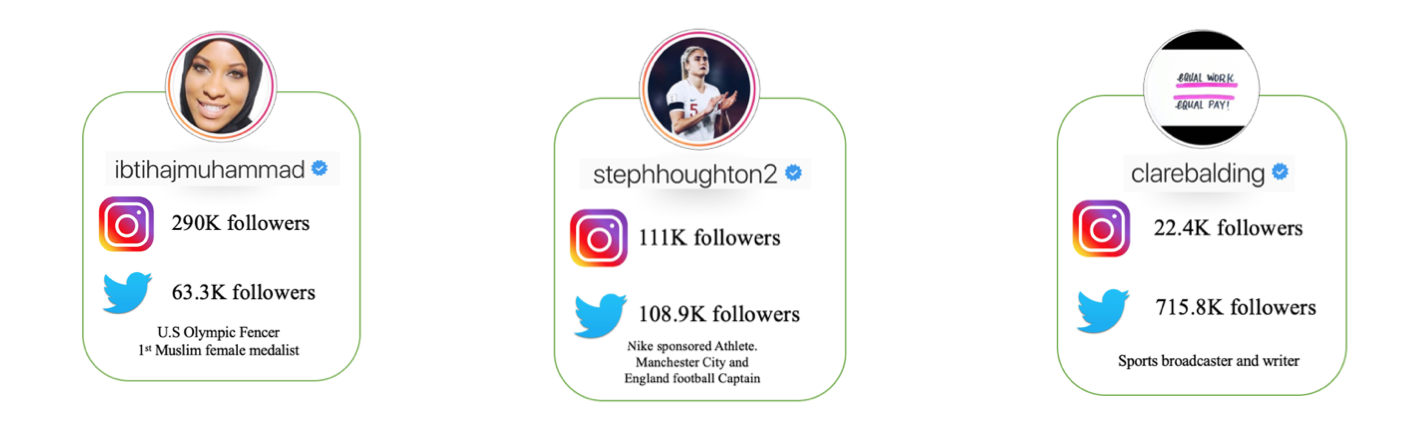 ibtihajmuhammad
290K followers
63.3K followers
U.S Olympic Fencer
1st Muslim female medalist
5
stephhoughton2
111K followers
108.9K followers
Nike sponsored Athlete.
Manchester City and
England football Captain
EQUAL WORK
EQUAL PAY!
clarebalding
22.4K followers
715.8K followers
Sports broadcaster and writer